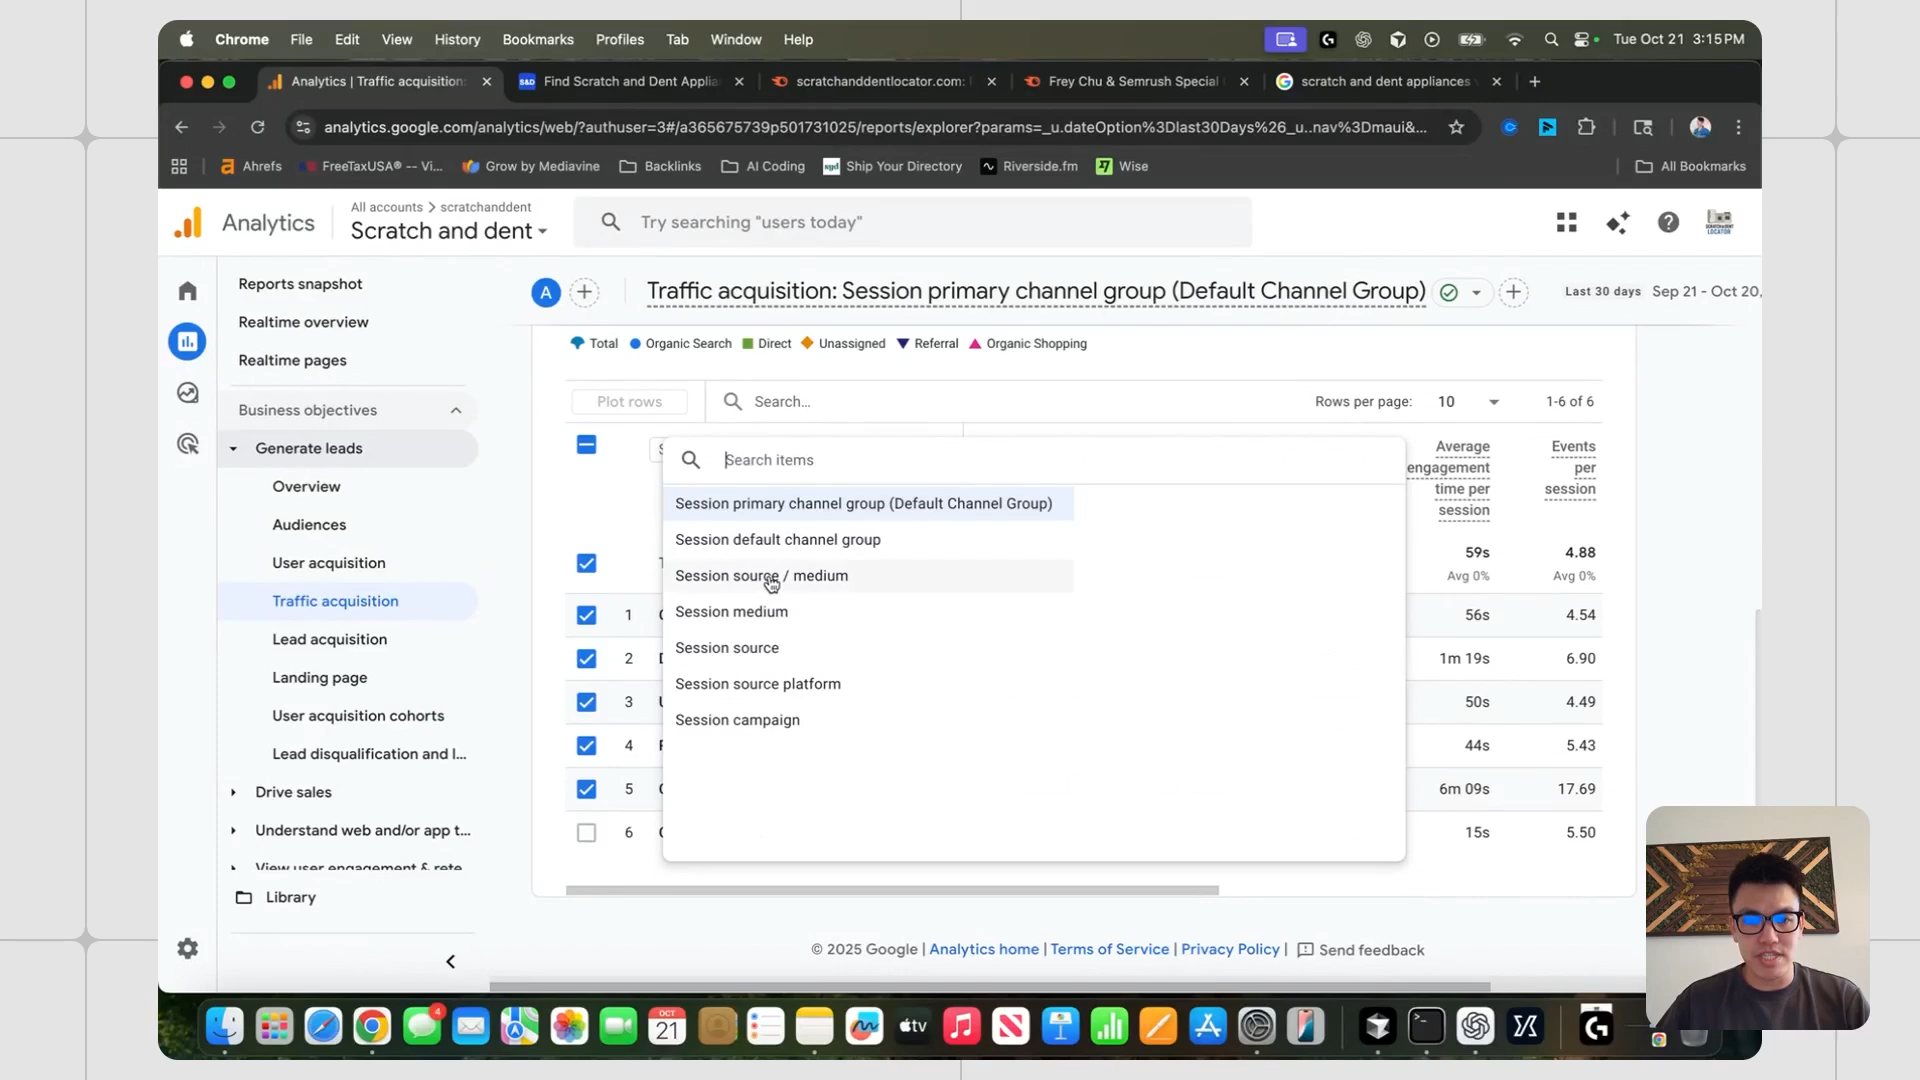 Chrome File Edit View History Bookmarks Profiles Tab Window Help
Tue Oct 21 3:15 PM
Analytics | Traffic acquisition:
Find Scratch and Dent Applia
scratchanddentlocator.com:
Frey Chu & Semrush Special
scratch and dent appliances
analytics.google.com/analytics/web/?authuser=3#/a365675739p501731025/reports/explorer?params=_u.dateOption%3Dlast30Days%26_u..nav%3Dmaui&...
Ahrefs
FreeTaxUSA® -- Vi...
Grow by Mediavine
Backlinks
AI Coding
Ship Your Directory
Riverside.fm
Wise
All Bookmarks
Analytics
All accounts > scratchanddent
Scratch and dent
Try searching "users today"
Reports snapshot
Realtime overview
Realtime pages
Business objectives
Generate leads
Overview
Audiences
User acquisition
Traffic acquisition
Lead acquisition
Landing page
User acquisition cohorts
Lead disqualification and l...
Drive sales
Understand web and/or app t...
View user engagement & rete
Library
A
Traffic acquisition: Session primary channel group (Default Channel Group)
Last 30 days Sep 21 - Oct 20,
Total Organic Search Direct Unassigned Referral Organic Shopping
Plot rows
Search...
Rows per page: 10
1-6 of 6
Search items
Session primary channel group (Default Channel Group)
Session default channel group
Session source / medium
Session medium
Session source
Session source platform
Session campaign
Average
engagement
time per
session
Events
per
session
59s 4.88
Avg 0% Avg 0%
1 56s 4.54
2 1m 19s 6.90
3 50s 4.49
4 44s 5.43
5 6m 09s 17.69
6 15s 5.50
© 2025 Google | Analytics home | Terms of Service | Privacy Policy | Send feedback
4
OCT
21
tv